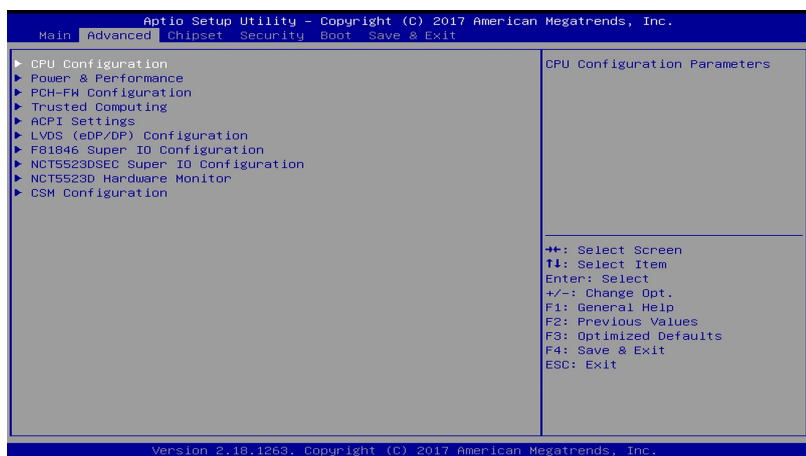 Aptio Setup Utility – Copyright (C) 2017 American Megatrends, Inc.
Main Advanced Chipset Security Boot Save & Exit
▶ CPU Configuration
▶ Power & Performance
▶ PCH-FW Configuration
▶ Trusted Computing
▶ ACPI Settings
▶ LVDS (eDP/DP) Configuration
▶ F81846 Super IO Configuration
▶ NCT5523DSEC Super IO Configuration
▶ NCT5523D Hardware Monitor
▶ CSM Configuration
CPU Configuration Parameters
→←: Select Screen
↑↓: Select Item
Enter: Select
+/-: Change Opt.
F1: General Help
F2: Previous Values
F3: Optimized Defaults
F4: Save & Exit
ESC: Exit
Version 2.18.1263. Copyright (C) 2017 American Megatrends, Inc.